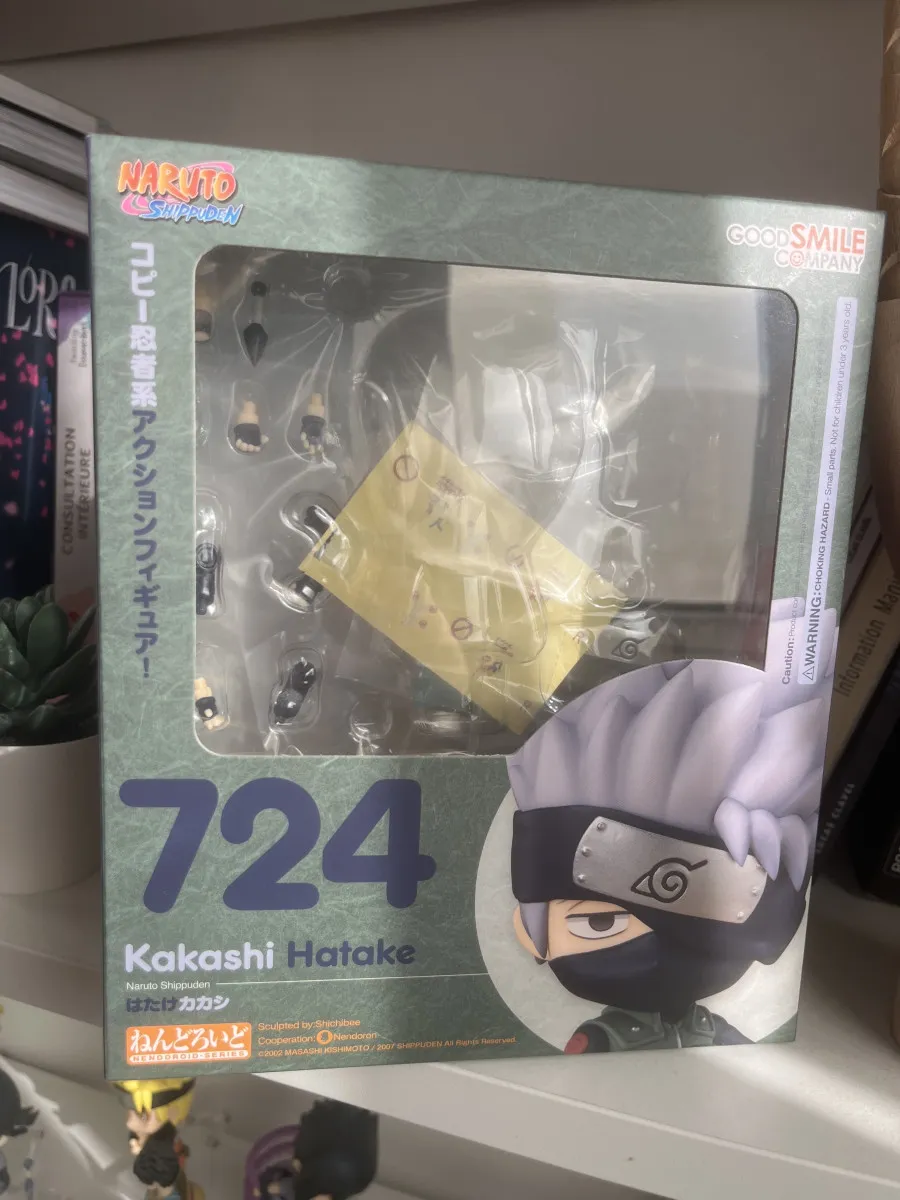 NARUTO
SHIPPUDEN
GOOD SMILE
COMPANY
コピー忍者系アクションフィギュア！
⚠WARNING: CHOKING HAZARD - Small parts. Not for children under 3 years old.
Caution:
CONSULTATION
INTÉRIEURE
Information
724
Kakashi Hatake
Naruto Shippuden
はたけカカシ
ねんどろいど
NENDOROID-SERIES
Sculpted by:Shichibee
Cooperation: Nendoron
©2002 MASASHI KISHIMOTO / 2007 SHIPPUDEN All Rights Reserved.